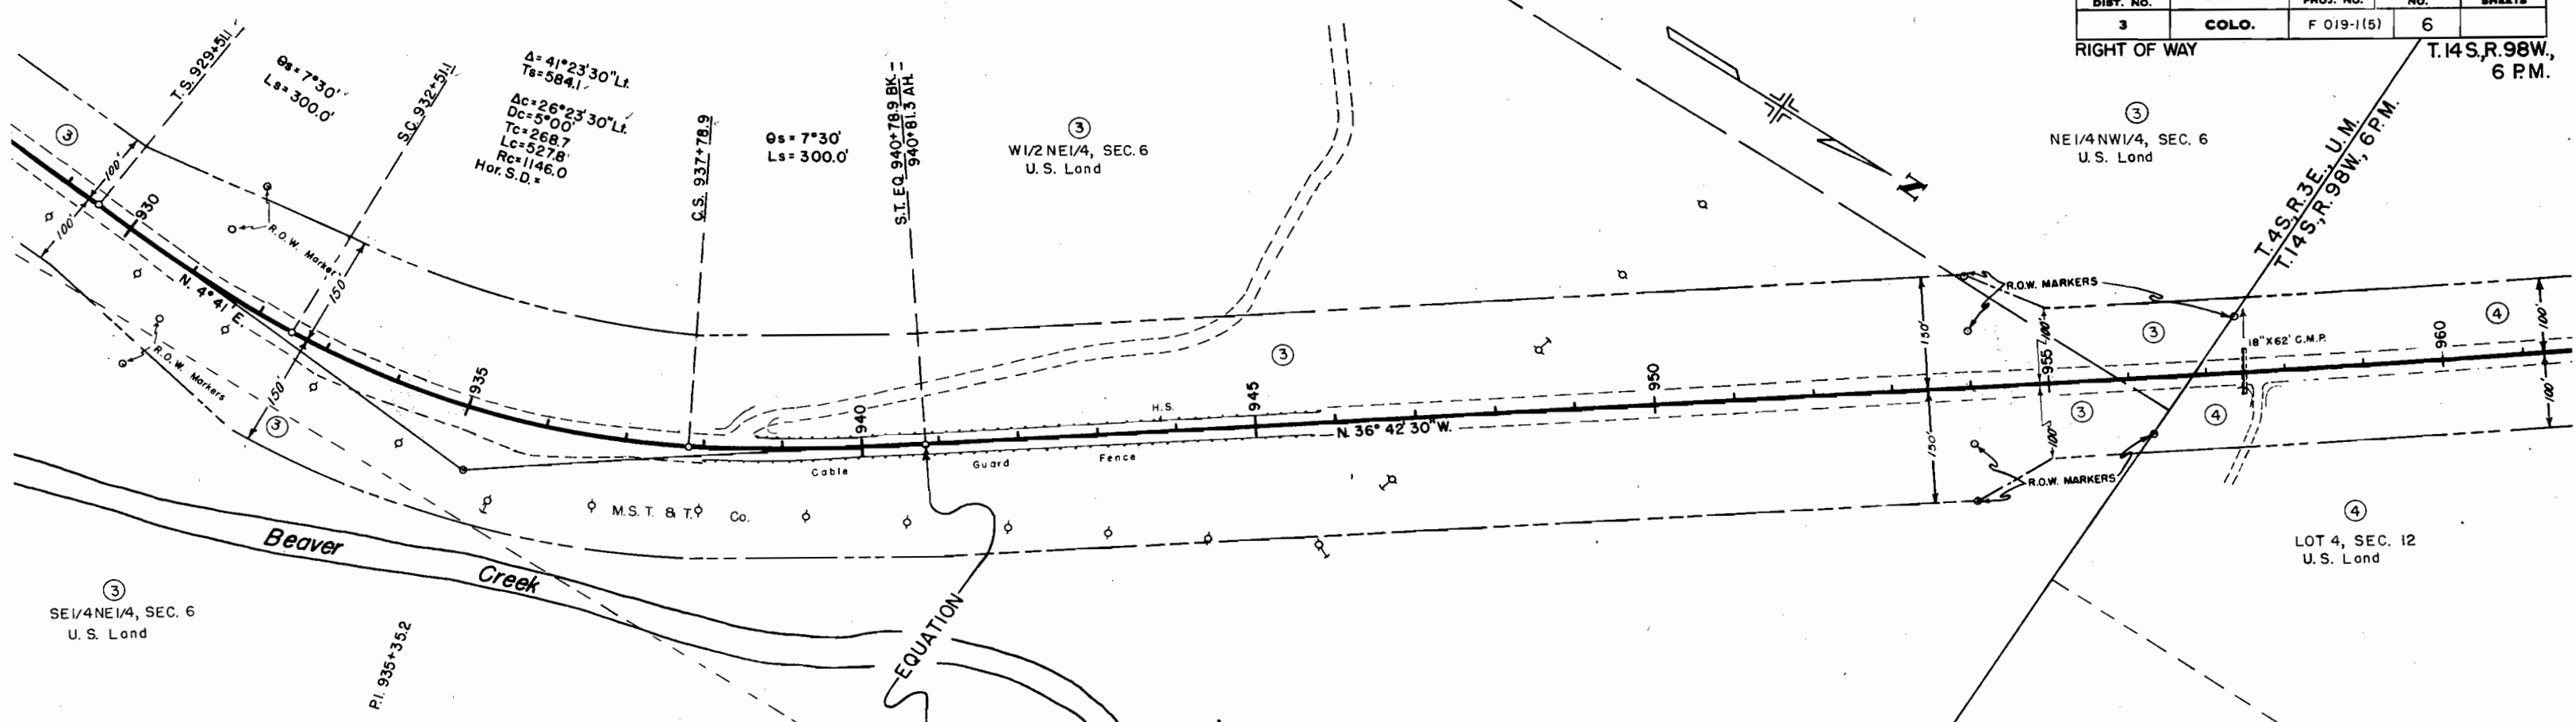 DIST. NO. PROJ. NO. NO. SHEETS
3 COLO. F 019-1(5) 6
RIGHT OF WAY
T.14S.,R.98W.,
6 P.M.
T.S. 929+51.1
θs = 7°30'
Ls = 300.0'
S.C. 932+51.1
Δ = 41°23'30" Lt.
Ts = 584.1
Δc = 26°23'30" Lt.
Dc = 5°00'
Tc = 268.7
Lc = 527.8'
Rc = 1146.0
Hor. S.D. =
C.S. 937+78.9
θs = 7°30'
Ls = 300.0'
S.T. EQ. 940+78.9 BK. =
940+81.3 AH.
3
W1/2 NE1/4, SEC. 6
U.S. Land
N
3
NE1/4 NW1/4, SEC. 6
U.S. Land
T.4S.,R.3E., U.M.
T.14S.,R.98W., 6 P.M.
3
100'
100'
930
R.O.W. Marker
150'
N. 4° 41' E.
R.O.W. Markers
150'
3
935
940
H.S.
945
3
950
N. 36° 42' 30" W.
Cable Guard Fence
M.S.T. & T. Co.
150'
150'
R.O.W. MARKERS
100'
955
100'
3
3
R.O.W. MARKERS
18" X 62' C.M.P.
960
4
100'
100'
4
Beaver Creek
3
SE1/4 NE1/4, SEC. 6
U.S. Land
P.I. 935+35.2
EQUATION
4
LOT 4, SEC. 12
U.S. Land